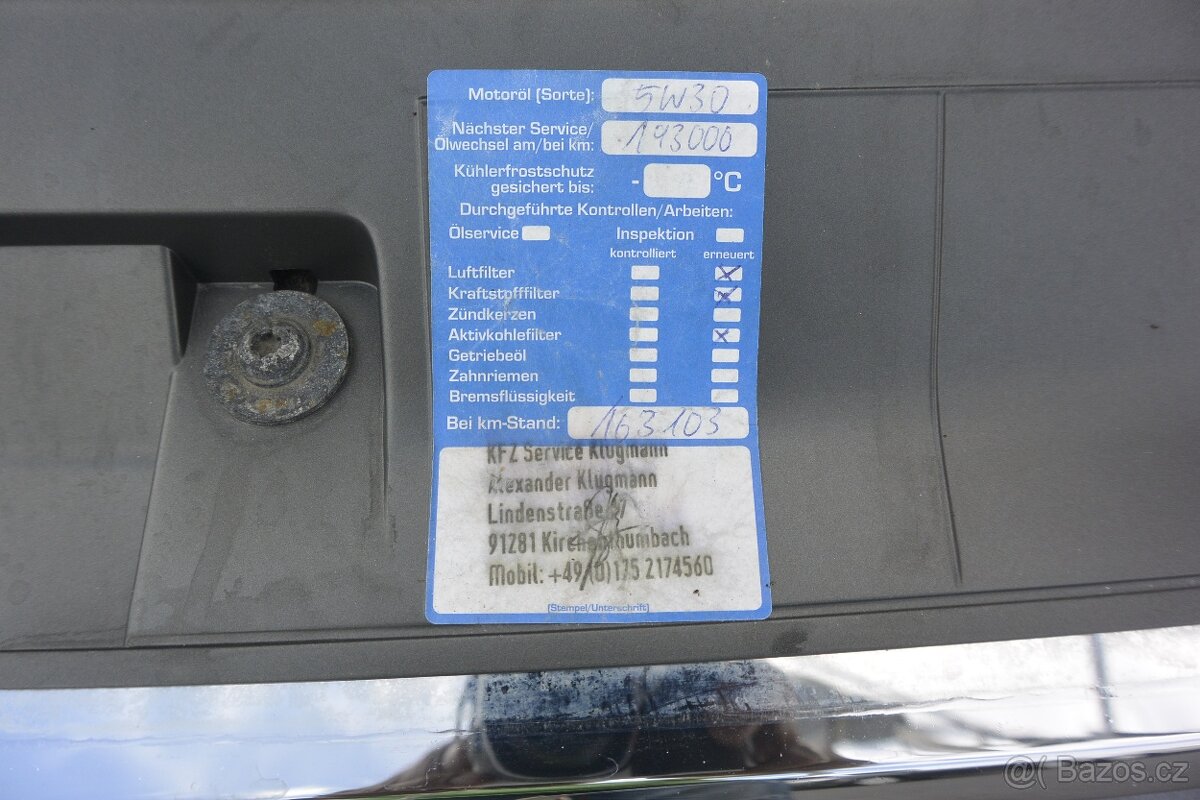 Motoröl (Sorte): 5W30
Nächster Service/
Ölwechsel am/bei km: 193000
Kühlerfrostschutz
gesichert bis: - °C
Durchgeführte Kontrollen/Arbeiten:
Ölservice Inspektion
kontrolliert erneuert
Luftfilter x
Kraftstofffilter x
Zündkerzen
Aktivkohlefilter x
Getriebeöl
Zahnriemen
Bremsflüssigkeit
Bei km-Stand: 163103
KFZ Service Klugmann
Alexander Klugmann
Lindenstraße
91281 Kirchenthumbach
Mobil: +49(0)175 2174560
(Stempel/Unterschrift)
@( Bazos.cz